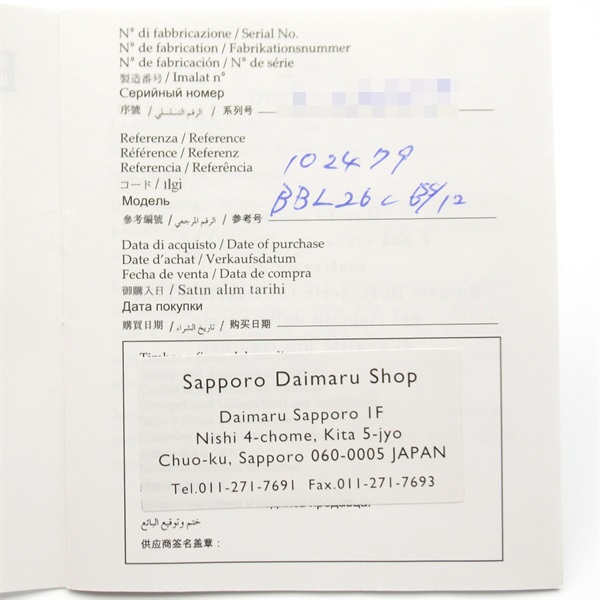 N° di fabbricazione / Serial No.
N° de fabrication / Fabrikationsnummer
N° de fabricación / N° de série
製造番号 / Imalat n°
Серийный номер
序號 / الرقم التسلسلي / 系列号
Referenza / Reference
Référence / Referenz
Referencia / Referência
コード / ılgi
Модель
參考編號 / الرقم المرجعي / 参考号
102479
BBL26C
/12
Data di acquisto / Date of purchase
Date d'achat / Verkaufsdatum
Fecha de venta / Data de compra
御購入日 / Satın alım tarihi
Дата покупки
購買日期 / تاريخ الشراء / 购买日期
Sapporo Daimaru Shop
Daimaru Sapporo 1F
Nishi 4-chome, Kita 5-jyo
Chuo-ku, Sapporo 060-0005 JAPAN
Tel.011-271-7691 Fax.011-271-7693
ختم وتوقيع البائع
供应商签名盖章：